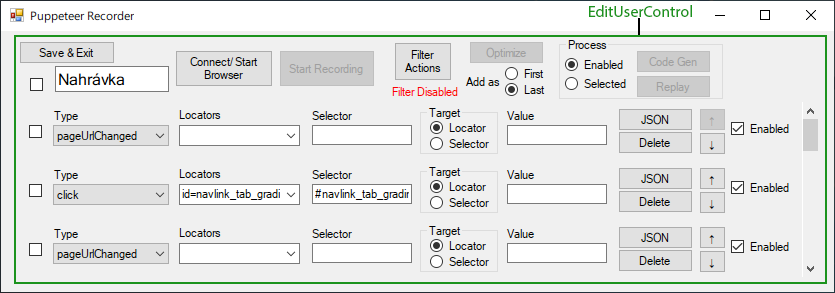 EditUserControl
Puppeteer Recorder
Save & Exit
Nahrávka
Connect/ Start
Browser
Start Recording
Filter
Actions
Filter Disabled
Optimize
Add as
First
Last
Process
Enabled
Selected
Code Gen
Replay
Type
Locators
Selector
Target
Value
pageUrlChanged
Locator
Selector
JSON
Delete
↑
↓
Enabled
Type
Locators
Selector
Target
Value
click
id=navlink_tab_gradi
#navlink_tab_gradin
Locator
Selector
JSON
Delete
↑
↓
Enabled
Type
Locators
Selector
Target
Value
pageUrlChanged
Locator
Selector
JSON
Delete
↑
↓
Enabled